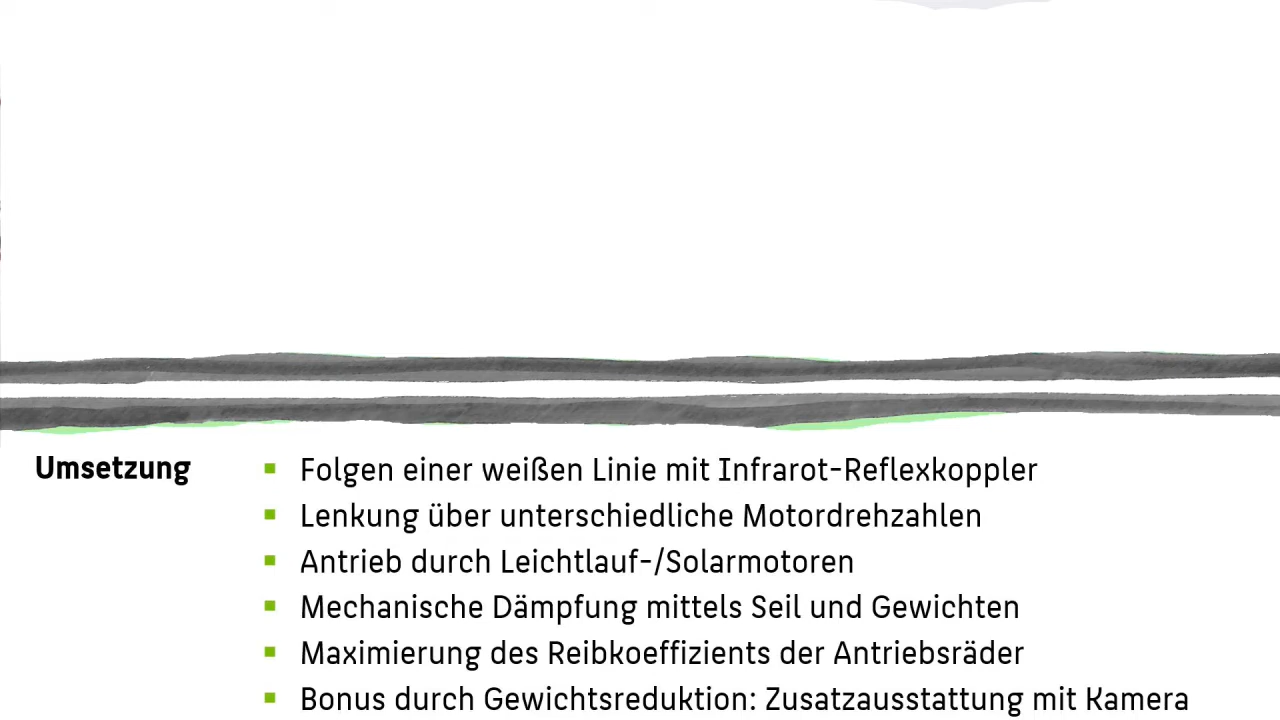 Umsetzung
Folgen einer weißen Linie mit Infrarot-Reflexkoppler
Lenkung über unterschiedliche Motordrehzahlen
Antrieb durch Leichtlauf-/Solarmotoren
Mechanische Dämpfung mittels Seil und Gewichten
Maximierung des Reibkoeffizients der Antriebsräder
Bonus durch Gewichtsreduktion: Zusatzausstattung mit Kamera